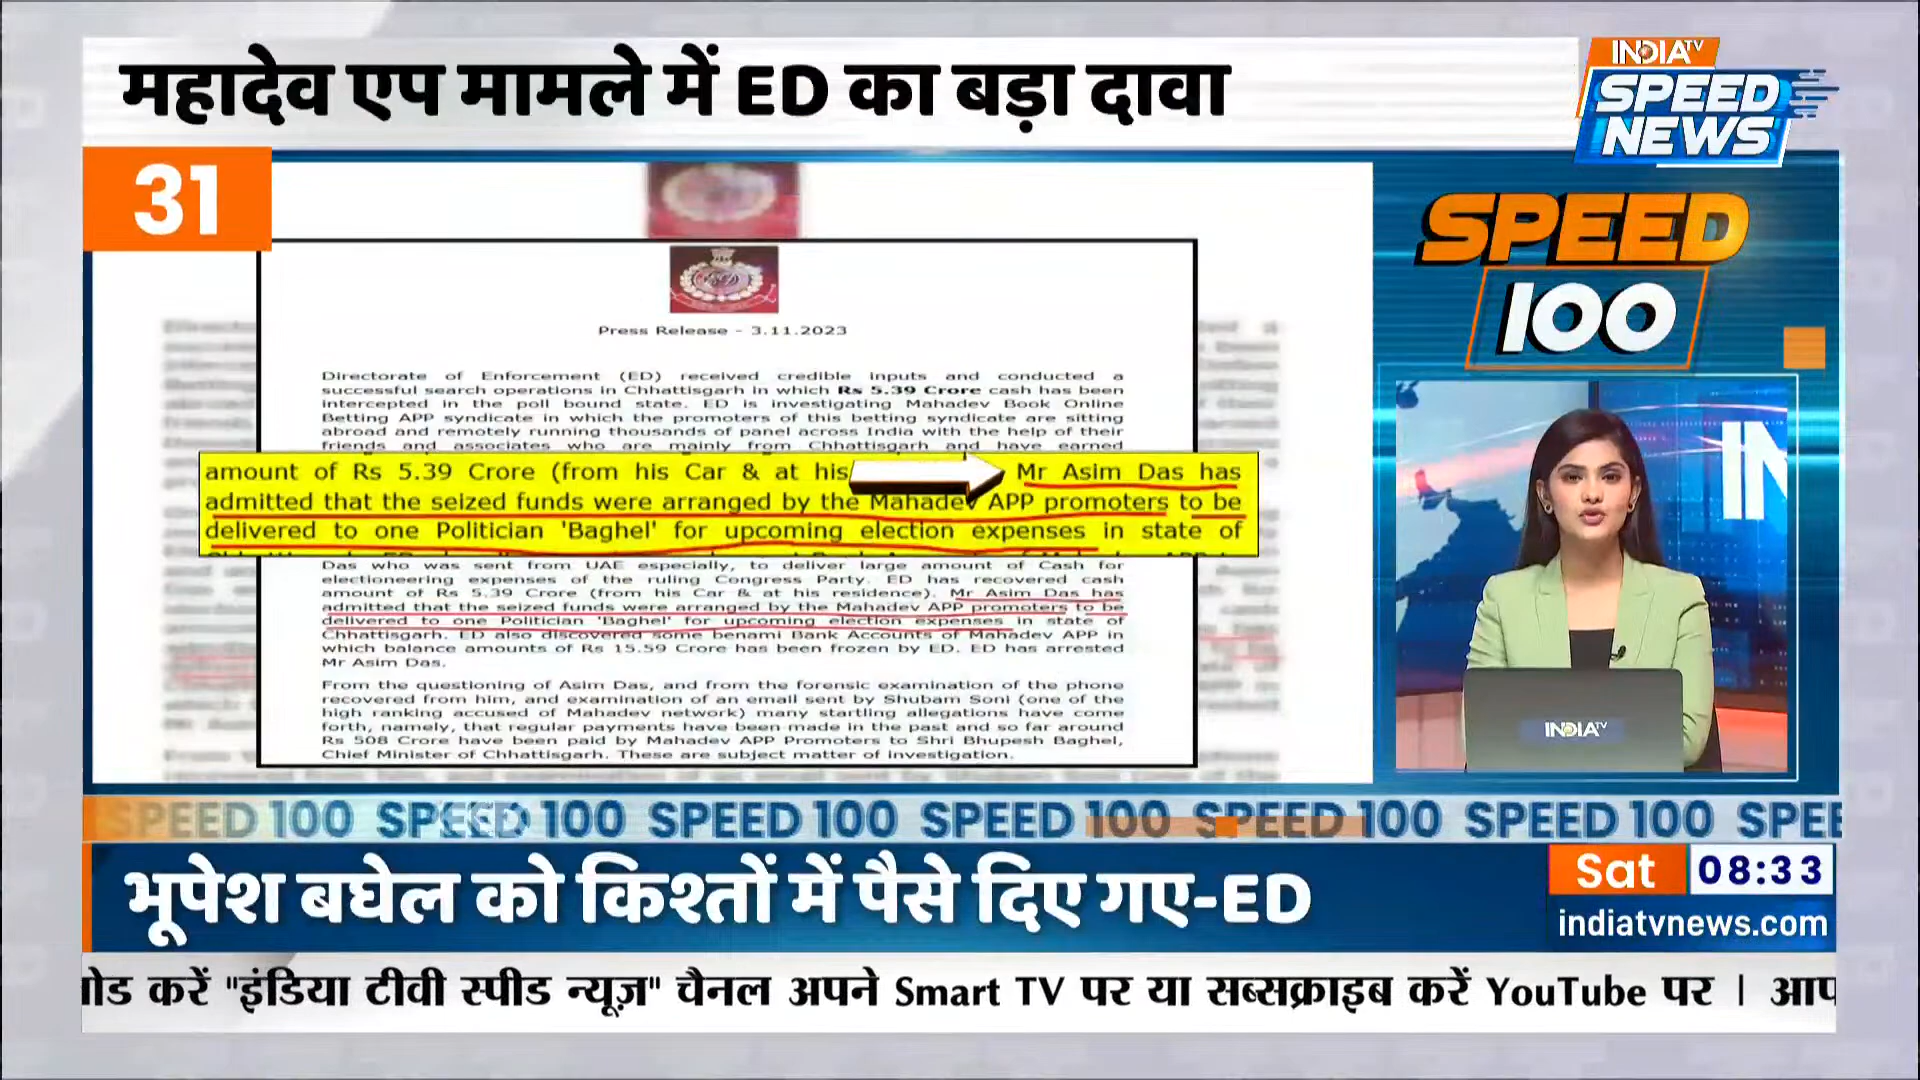 महादेव एप मामले में ED का बड़ा दावा
INDIA TV
SPEED
NEWS
31
SPEED
100
Press Release - 3.11.2023
Directorate of Enforcement (ED) received credible inputs and conducted a
successful search operations in Chhattisgarh in which Rs 5.39 Crore cash has been
intercepted in the poll bound state. ED is investigating Mahadev Book Online
Betting APP syndicate in which the promoters of this betting syndicate are sitting
abroad and remotely running thousands of panel across India with the help of their
friends and associates who are mainly from Chhattisgarh and have earned
amount of Rs 5.39 Crore (from his Car & at his Mr Asim Das has
admitted that the seized funds were arranged by the Mahadev APP promoters to be
delivered to one Politician 'Baghel' for upcoming election expenses in state of
Das who was sent from UAE especially, to deliver large amount of Cash for
electioneering expenses of the ruling Congress Party. ED has recovered cash
amount of Rs 5.39 Crore (from his Car & at his residence). Mr Asim Das has
admitted that the seized funds were arranged by the Mahadev APP promoters to be
delivered to one Politician 'Baghel' for upcoming election expenses in state of
Chhattisgarh. ED also discovered some benami Bank Accounts of Mahadev APP in
which balance amounts of Rs 15.59 Crore has been frozen by ED. ED has arrested
Mr Asim Das.
From the questioning of Asim Das, and from the forensic examination of the phone
recovered from him, and examination of an email sent by Shubam Soni (one of the
high ranking accused of Mahadev network) many startling allegations have come
forth, namely, that regular payments have been made in the past and so far around
Rs 508 Crore have been paid by Mahadev APP Promoters to Shri Bhupesh Baghel,
Chief Minister of Chhattisgarh. These are subject matter of investigation.
IN
INDIA TV
SPEED 100 SPEED 100 SPEED 100 SPEED 100 SPEED 100 SPEED 100 SPEE
भूपेश बघेल को किश्तों में पैसे दिए गए-ED
Sat 08:33
indiatvnews.com
करें "इंडिया टीवी स्पीड न्यूज़" चैनल अपने Smart TV पर या सब्सक्राइब करें YouTube पर | आप